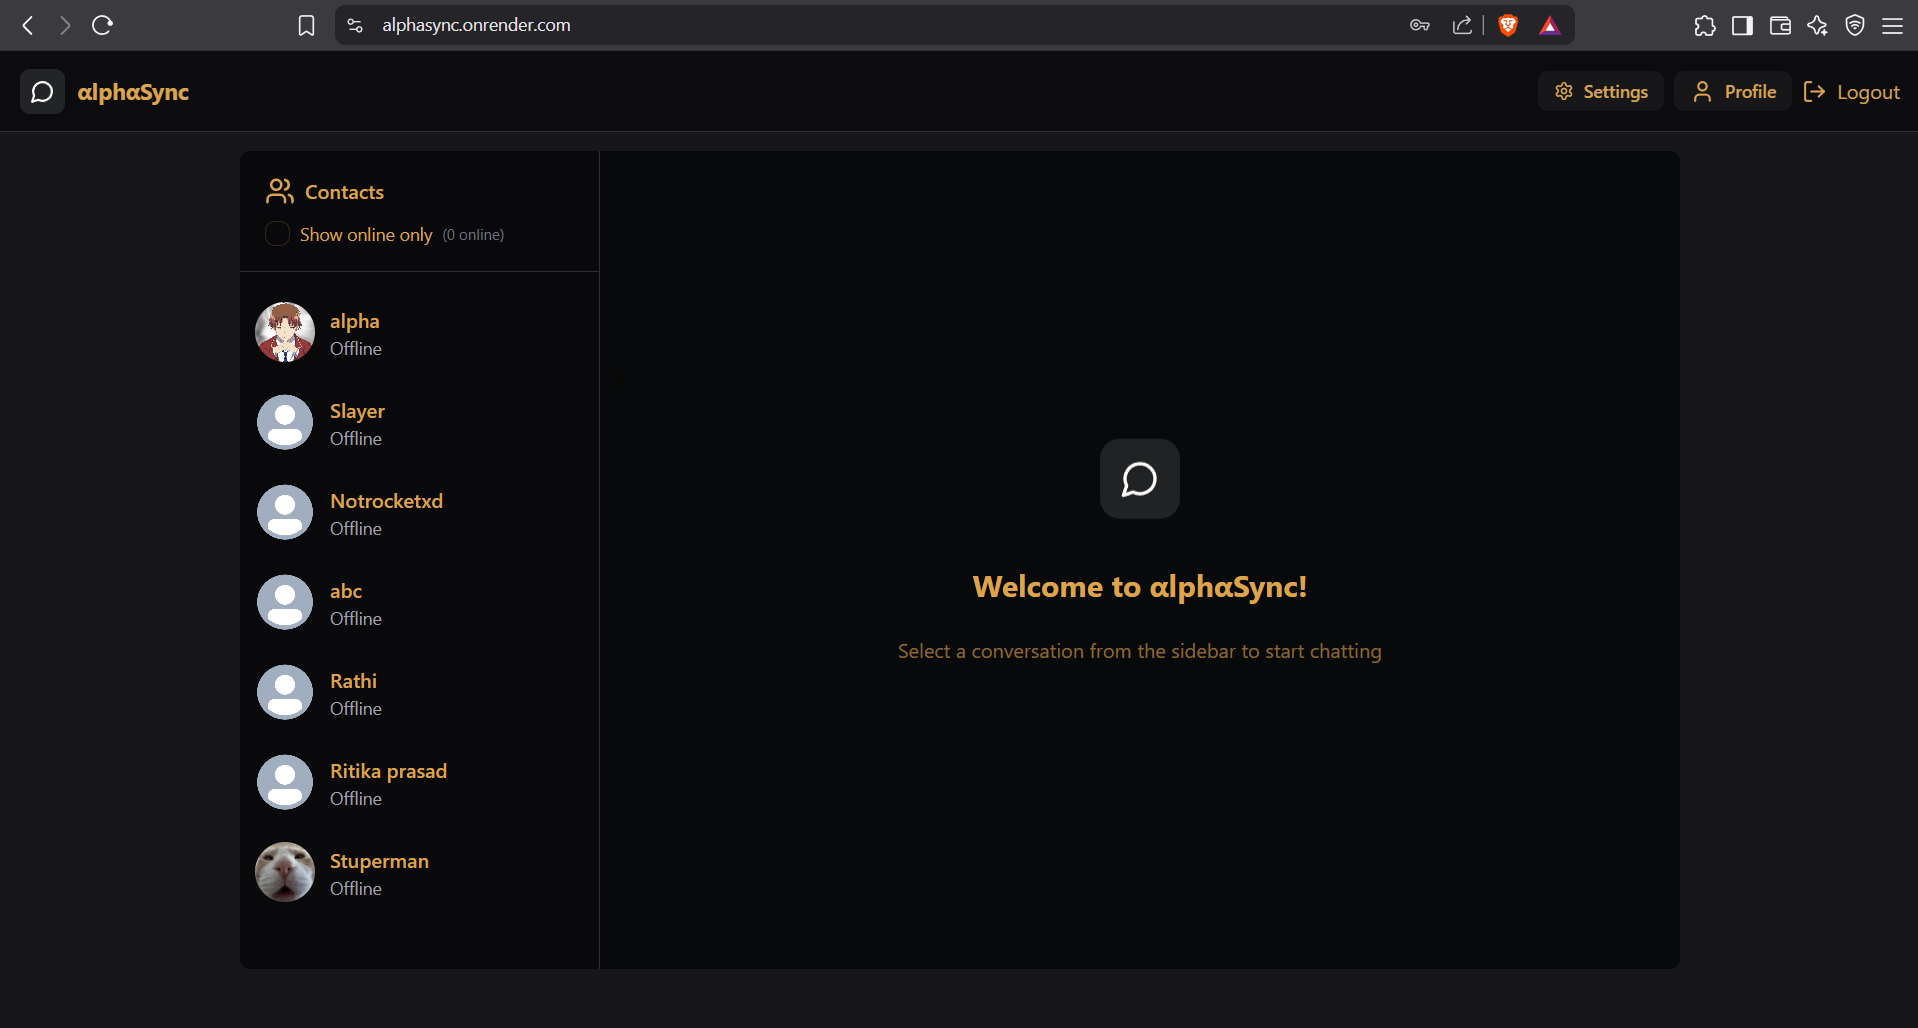 alphasync.onrender.com
αlphαSync
Settings
Profile
Logout
Contacts
Show online only (0 online)
alpha
Offline
Slayer
Offline
Notrocketxd
Offline
abc
Offline
Rathi
Offline
Ritika prasad
Offline
Stuperman
Offline
Welcome to αlphαSync!
Select a conversation from the sidebar to start chatting